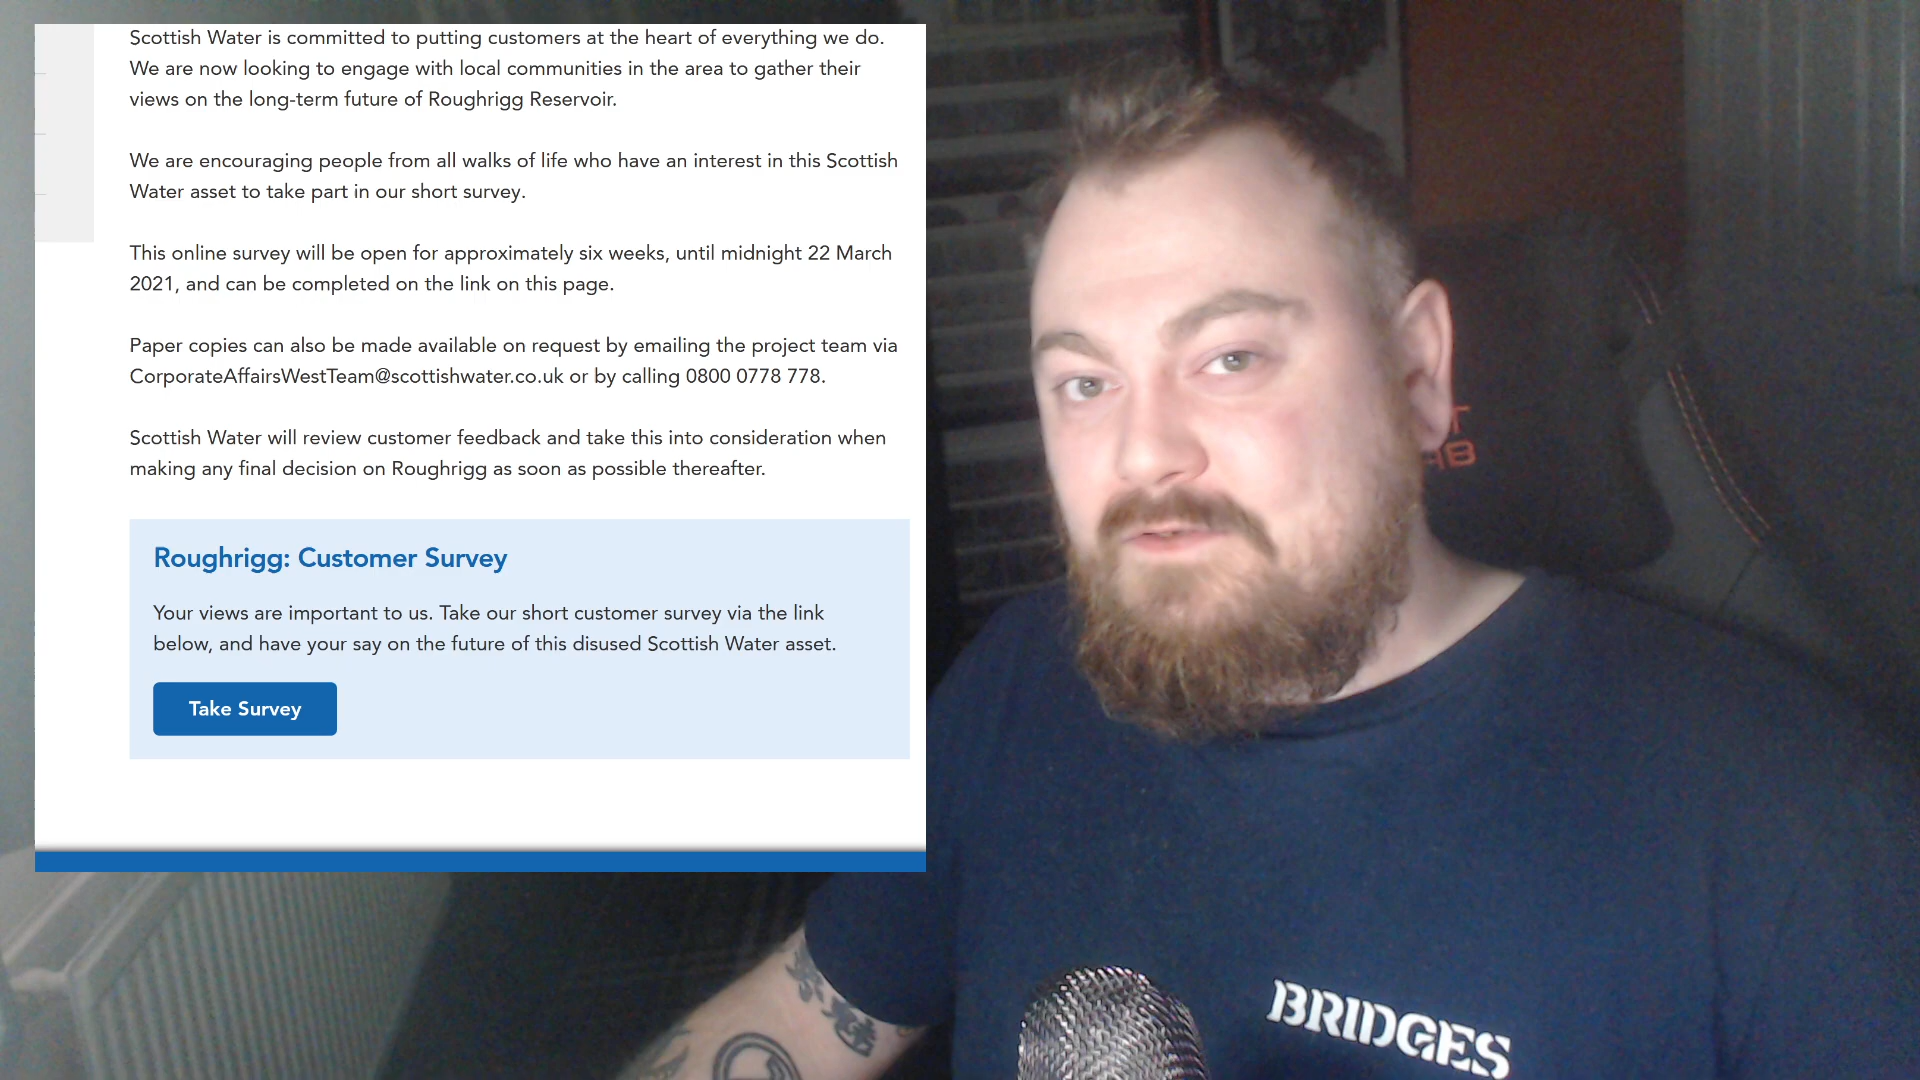 Scottish Water is committed to putting customers at the heart of everything we do.
We are now looking to engage with local communities in the area to gather their
views on the long-term future of Roughrigg Reservoir.
We are encouraging people from all walks of life who have an interest in this Scottish
Water asset to take part in our short survey.
This online survey will be open for approximately six weeks, until midnight 22 March
2021, and can be completed on the link on this page.
Paper copies can also be made available on request by emailing the project team via
CorporateAffairsWestTeam@scottishwater.co.uk or by calling 0800 0778 778.
Scottish Water will review customer feedback and take this into consideration when
making any final decision on Roughrigg as soon as possible thereafter.
Roughrigg: Customer Survey
Your views are important to us. Take our short customer survey via the link
below, and have your say on the future of this disused Scottish Water asset.
Take Survey
BRIDGES